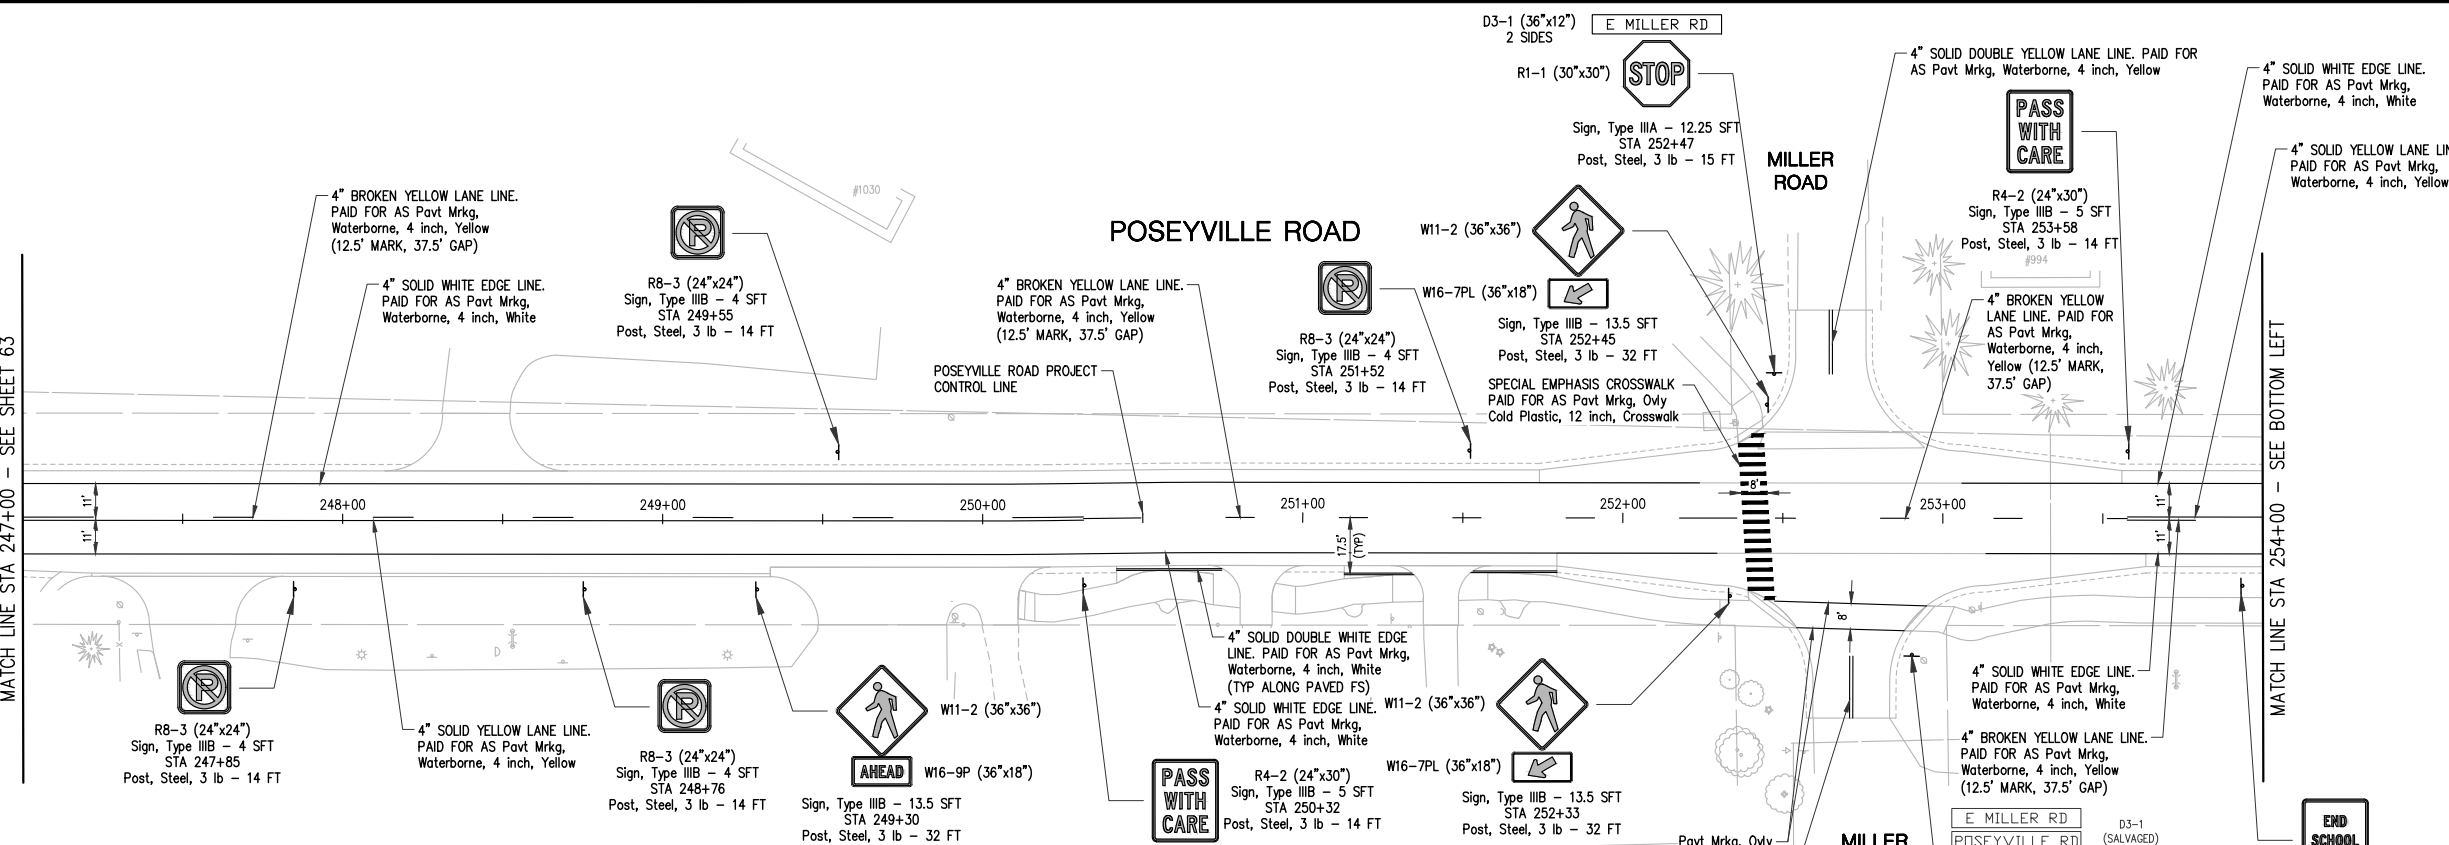 D3-1 (36"x12")
2 SIDES
E MILLER RD
R1-1 (30"x30")
STOP
Sign, Type IIIA - 12.25 SFT
STA 252+47
Post, Steel, 3 lb - 15 FT
MILLER
ROAD
4" SOLID DOUBLE YELLOW LANE LINE. PAID FOR
AS Pavt Mrkg, Waterborne, 4 inch, Yellow
4" SOLID WHITE EDGE LINE.
PAID FOR AS Pavt Mrkg,
Waterborne, 4 inch, White
PASS
WITH
CARE
R4-2 (24"x30")
Sign, Type IIIB - 5 SFT
STA 253+58
Post, Steel, 3 lb - 14 FT
#994
4" SOLID YELLOW LANE LIN
PAID FOR AS Pavt Mrkg,
Waterborne, 4 inch, Yellow
4" BROKEN YELLOW LANE LINE.
PAID FOR AS Pavt Mrkg,
Waterborne, 4 inch, Yellow
(12.5' MARK, 37.5' GAP)
4" SOLID WHITE EDGE LINE.
PAID FOR AS Pavt Mrkg,
Waterborne, 4 inch, White
P
R8-3 (24"x24")
Sign, Type IIIB - 4 SFT
STA 249+55
Post, Steel, 3 lb - 14 FT
#1030
POSEYVILLE ROAD
4" BROKEN YELLOW LANE LINE.
PAID FOR AS Pavt Mrkg,
Waterborne, 4 inch, Yellow
(12.5' MARK, 37.5' GAP)
POSEYVILLE ROAD PROJECT
CONTROL LINE
P
R8-3 (24"x24")
Sign, Type IIIB - 4 SFT
STA 251+52
Post, Steel, 3 lb - 14 FT
W11-2 (36"x36")
W16-7PL (36"x18")
Sign, Type IIIB - 13.5 SFT
STA 252+45
Post, Steel, 3 lb - 32 FT
SPECIAL EMPHASIS CROSSWALK
PAID FOR AS Pavt Mrkg, Ovly
Cold Plastic, 12 inch, Crosswalk
4" BROKEN YELLOW
LANE LINE. PAID FOR
AS Pavt Mrkg,
Waterborne, 4 inch,
Yellow (12.5' MARK,
37.5' GAP)
MATCH LINE STA 247+00 - SEE SHEET 63
11'
11'
248+00
249+00
250+00
251+00
252+00
253+00
17.5'
(TYP)
8'
8'
11'
11'
MATCH LINE STA 254+00 - SEE BOTTOM LEFT
P
R8-3 (24"x24")
Sign, Type IIIB - 4 SFT
STA 247+85
Post, Steel, 3 lb - 14 FT
4" SOLID YELLOW LANE LINE.
PAID FOR AS Pavt Mrkg,
Waterborne, 4 inch, Yellow
D
P
R8-3 (24"x24")
Sign, Type IIIB - 4 SFT
STA 248+76
Post, Steel, 3 lb - 14 FT
W11-2 (36"x36")
AHEAD
W16-9P (36"x18")
Sign, Type IIIB - 13.5 SFT
STA 249+30
Post, Steel, 3 lb - 32 FT
4" SOLID DOUBLE WHITE EDGE
LINE. PAID FOR AS Pavt Mrkg,
Waterborne, 4 inch, White
(TYP ALONG PAVED FS)
4" SOLID WHITE EDGE LINE.
PAID FOR AS Pavt Mrkg,
Waterborne, 4 inch, White
PASS
WITH
CARE
R4-2 (24"x30")
Sign, Type IIIB - 5 SFT
STA 250+32
Post, Steel, 3 lb - 14 FT
W11-2 (36"x36")
W16-7PL (36"x18")
Sign, Type IIIB - 13.5 SFT
STA 252+33
Post, Steel, 3 lb - 32 FT
4" SOLID WHITE EDGE LINE.
PAID FOR AS Pavt Mrkg,
Waterborne, 4 inch, White
4" BROKEN YELLOW LANE LINE.
PAID FOR AS Pavt Mrkg,
Waterborne, 4 inch, Yellow
(12.5' MARK, 37.5' GAP)
Pavt Mrkg, Ovly
MILLER
E MILLER RD
POSEYVILLE RD
D3-1
(SALVAGED)
END
SCHOOL